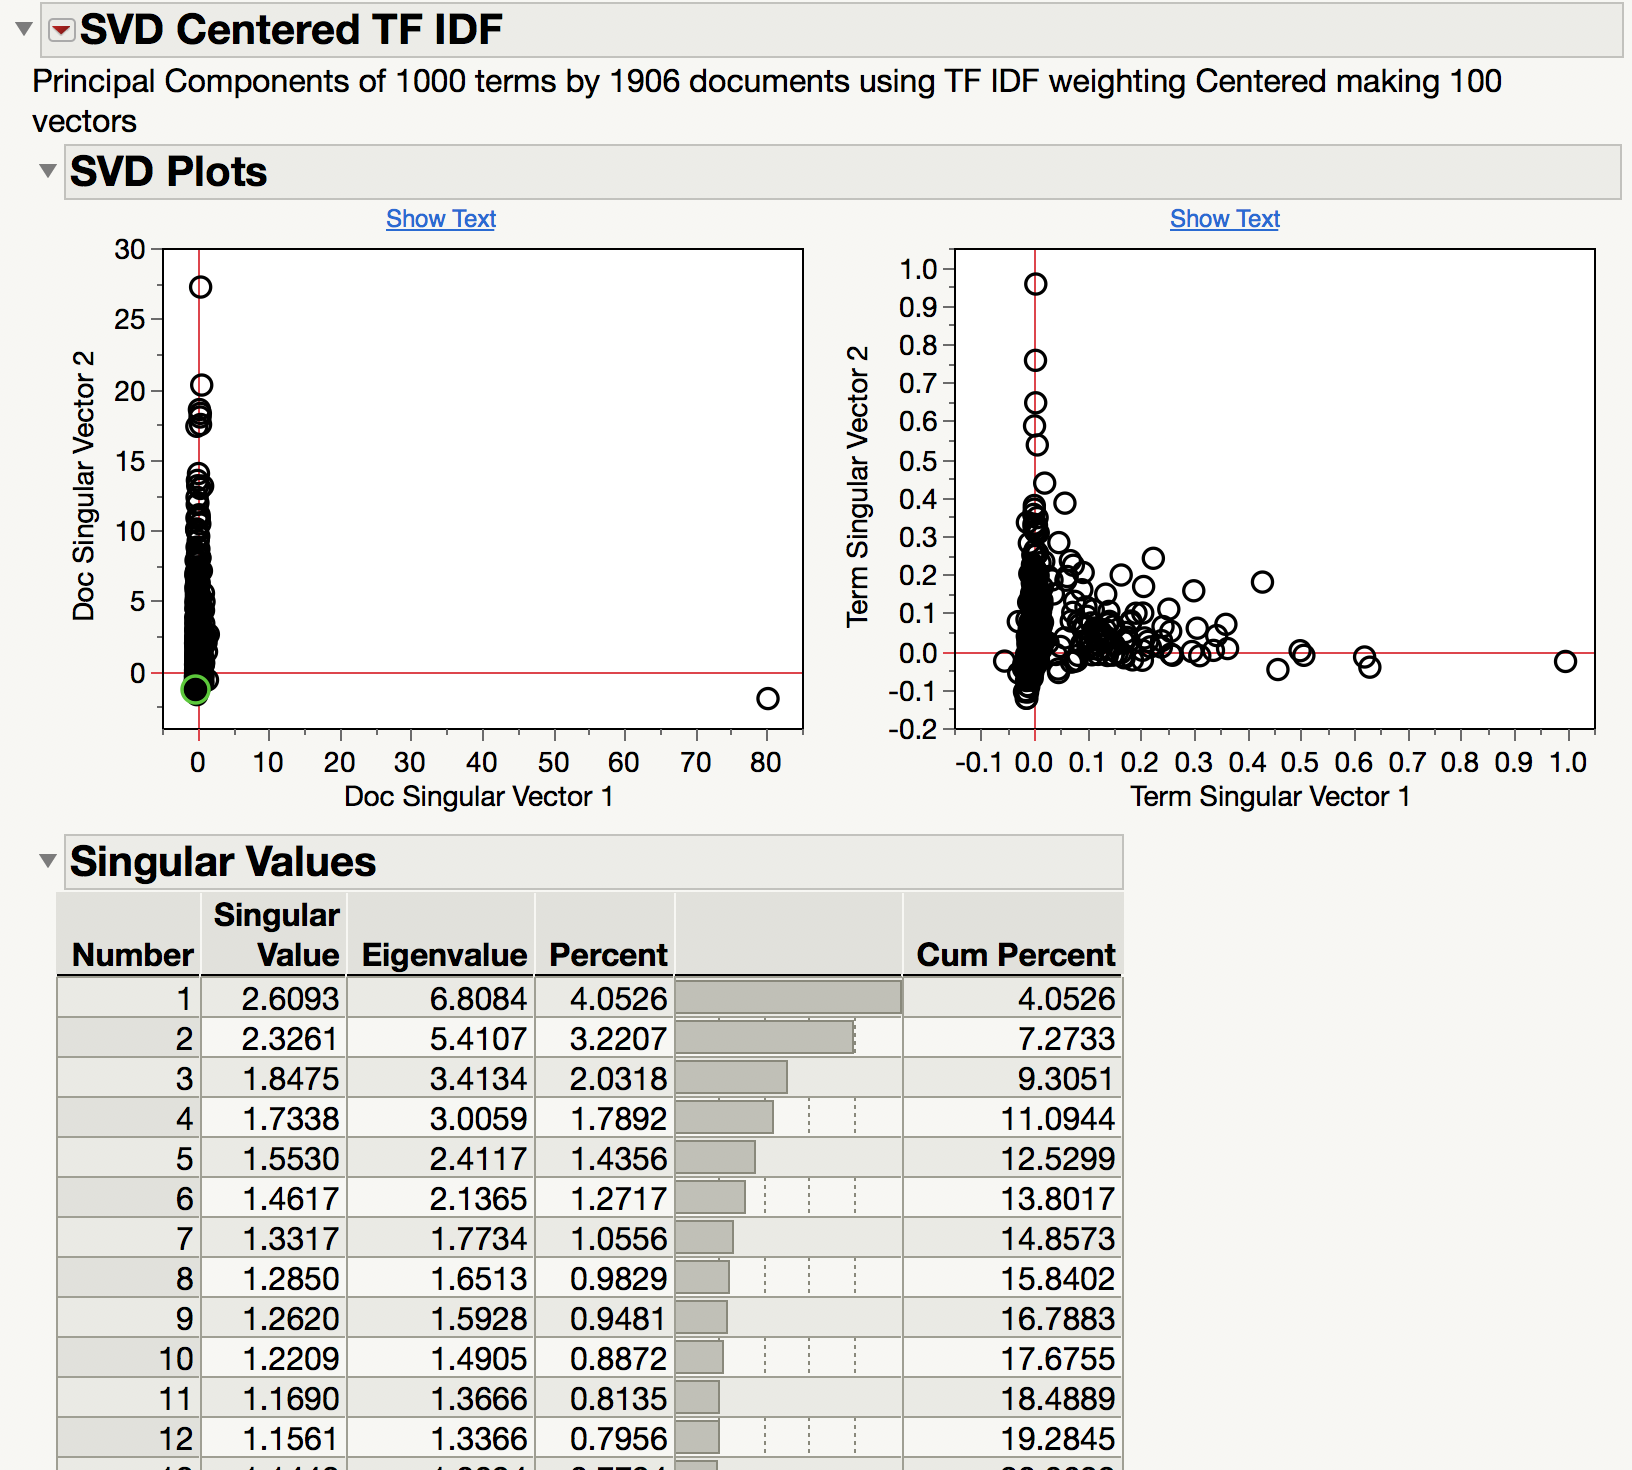 SVD Centered TF IDF
Principal Components of 1000 terms by 1906 documents using TF IDF weighting Centered making 100
vectors
SVD Plots
Show Text
30
25
20
15
10
5
0
Doc Singular Vector 2
0 10 20 30 40 50 60 70 80
Doc Singular Vector 1
Show Text
1.0
0.9
0.8
0.7
0.6
0.5
0.4
0.3
0.2
0.1
0.0
-0.1
-0.2
Term Singular Vector 2
-0.1 0.0 0.1 0.2 0.3 0.4 0.5 0.6 0.7 0.8 0.9 1.0
Term Singular Vector 1
Singular Values
Number Singular Value Eigenvalue Percent Cum Percent
1 2.6093 6.8084 4.0526 4.0526
2 2.3261 5.4107 3.2207 7.2733
3 1.8475 3.4134 2.0318 9.3051
4 1.7338 3.0059 1.7892 11.0944
5 1.5530 2.4117 1.4356 12.5299
6 1.4617 2.1365 1.2717 13.8017
7 1.3317 1.7734 1.0556 14.8573
8 1.2850 1.6513 0.9829 15.8402
9 1.2620 1.5928 0.9481 16.7883
10 1.2209 1.4905 0.8872 17.6755
11 1.1690 1.3666 0.8135 18.4889
12 1.1561 1.3366 0.7956 19.2845